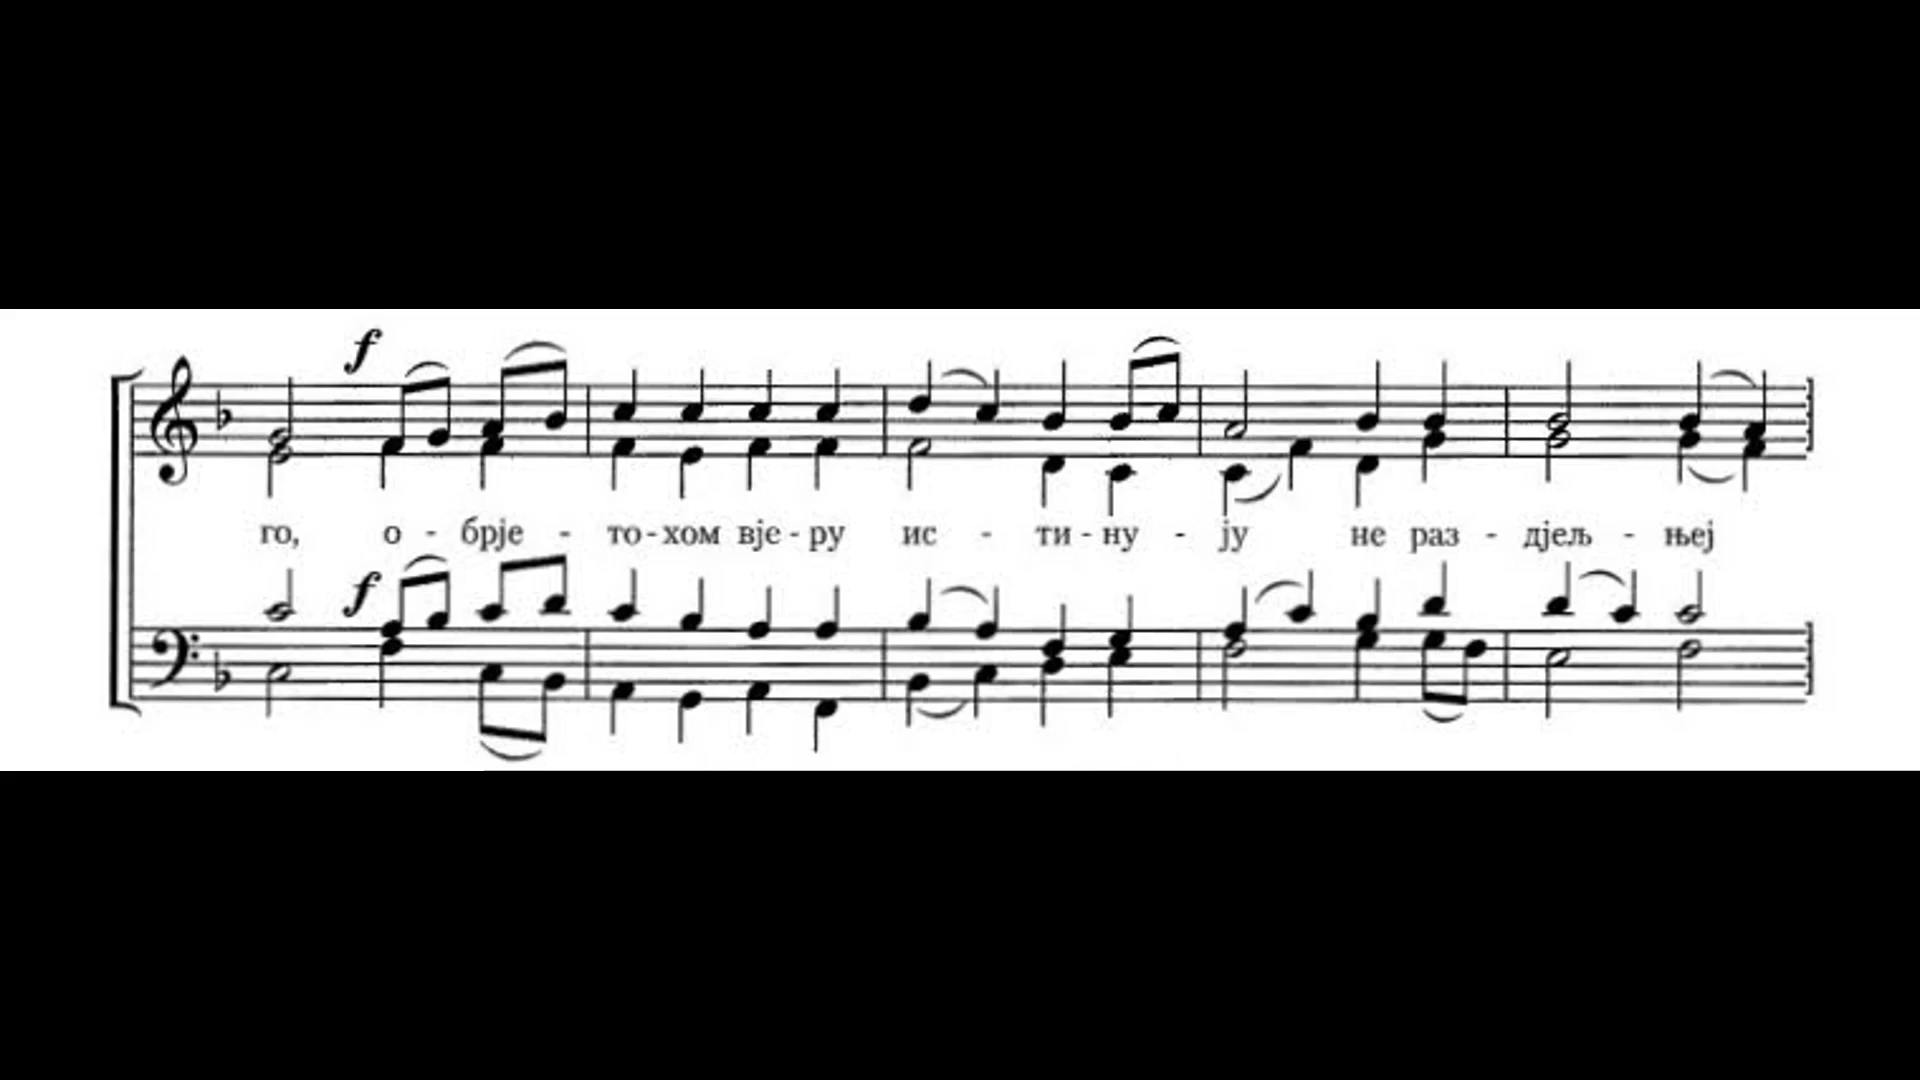 f
го, о - брје - то-хом вје-ру ис - ти-ну - ју не раз - дјељ - њеј
f